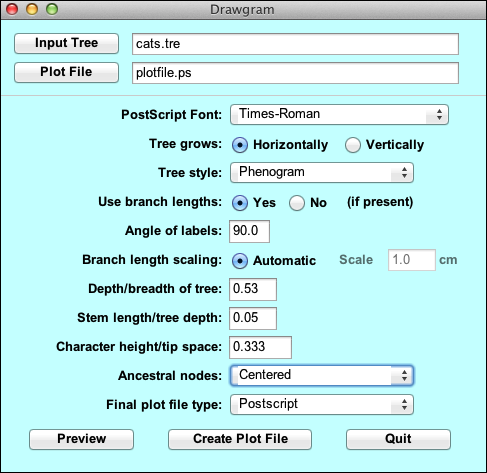 Drawgram
Input Tree cats.tre
Plot File plotfile.ps
PostScript Font: Times-Roman
Tree grows: Horizontally Vertically
Tree style: Phenogram
Use branch lengths: Yes No (if present)
Angle of labels: 90.0
Branch length scaling: Automatic Scale 1.0 cm
Depth/breadth of tree: 0.53
Stem length/tree depth: 0.05
Character height/tip space: 0.333
Ancestral nodes: Centered
Final plot file type: Postscript
Preview Create Plot File Quit